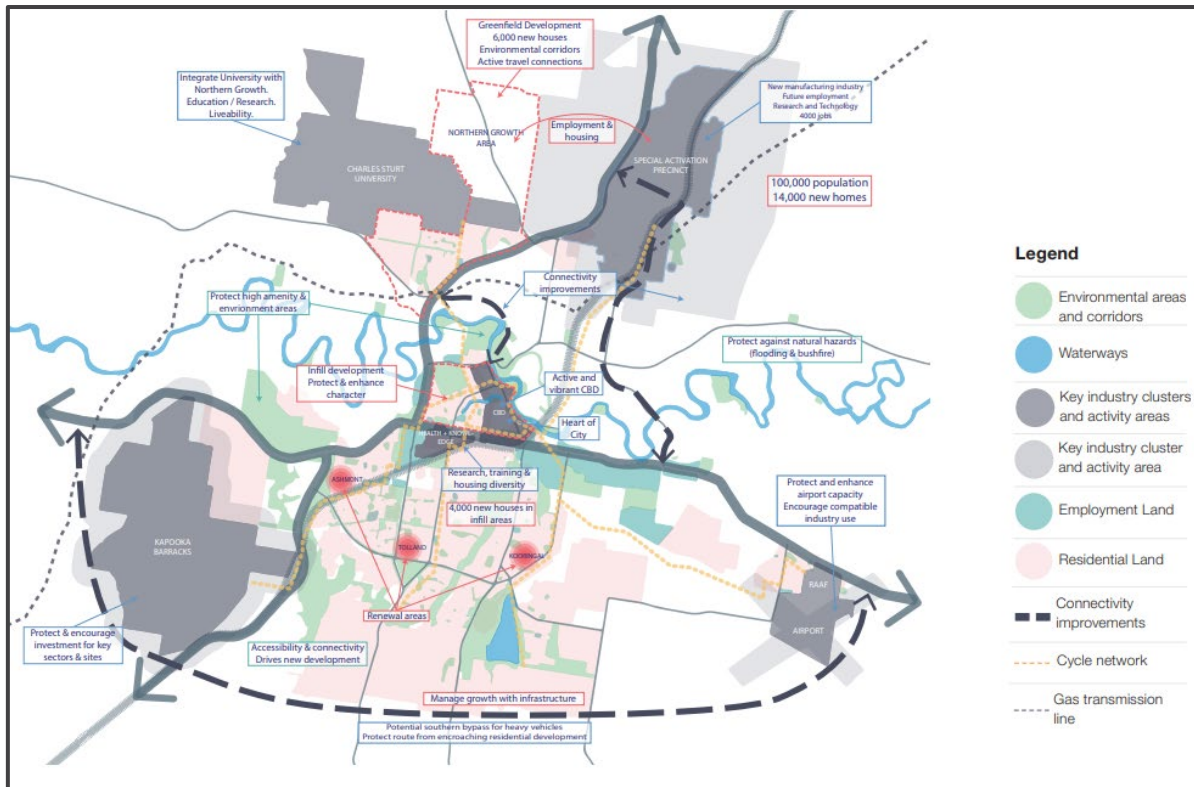 Greenfield Development
6,000 new houses
Environmental corridors
Active travel connections
Integrate University with
Northern Growth.
Education / Research.
Liveability.
New manufacturing industry
Future employment
Research and Technology
4000 jobs
NORTHERN GROWTH
AREA
Employment &
housing
CHARLES STURT
UNIVERSITY
SPECIAL ACTIVATION
PRECINCT
100,000 population
14,000 new homes
Connectivity
improvements
Protect high amenity &
envrionment areas
Protect against natural hazards
(flooding & bushfire)
Infill development
Protect & enhance
character
Active and
vibrant CBD
CBD
Heart of
City
HEALTH + KNOWL-
EDGE
Research, training &
housing diversity
ASHMONT
4,000 new houses in
infill areas
Protect and enhance
airport capacity
Encourage compatible
industry use
KAPOOKA
BARRACKS
TOLLAND
KOORINGAL
RAAF
AIRPORT
Renewal areas
Protect & encourage
investment for key
sectors & sites
Accessibility & connectivity
Drives new development
Manage growth with infrastructure
Potential southern bypass for heavy vehicles
Protect route from encroaching residential development
Legend
Environmental areas
and corridors
Waterways
Key industry clusters
and activity areas
Key industry cluster
and activity area
Employment Land
Residential Land
Connectivity
improvements
Cycle network
Gas transmission
line